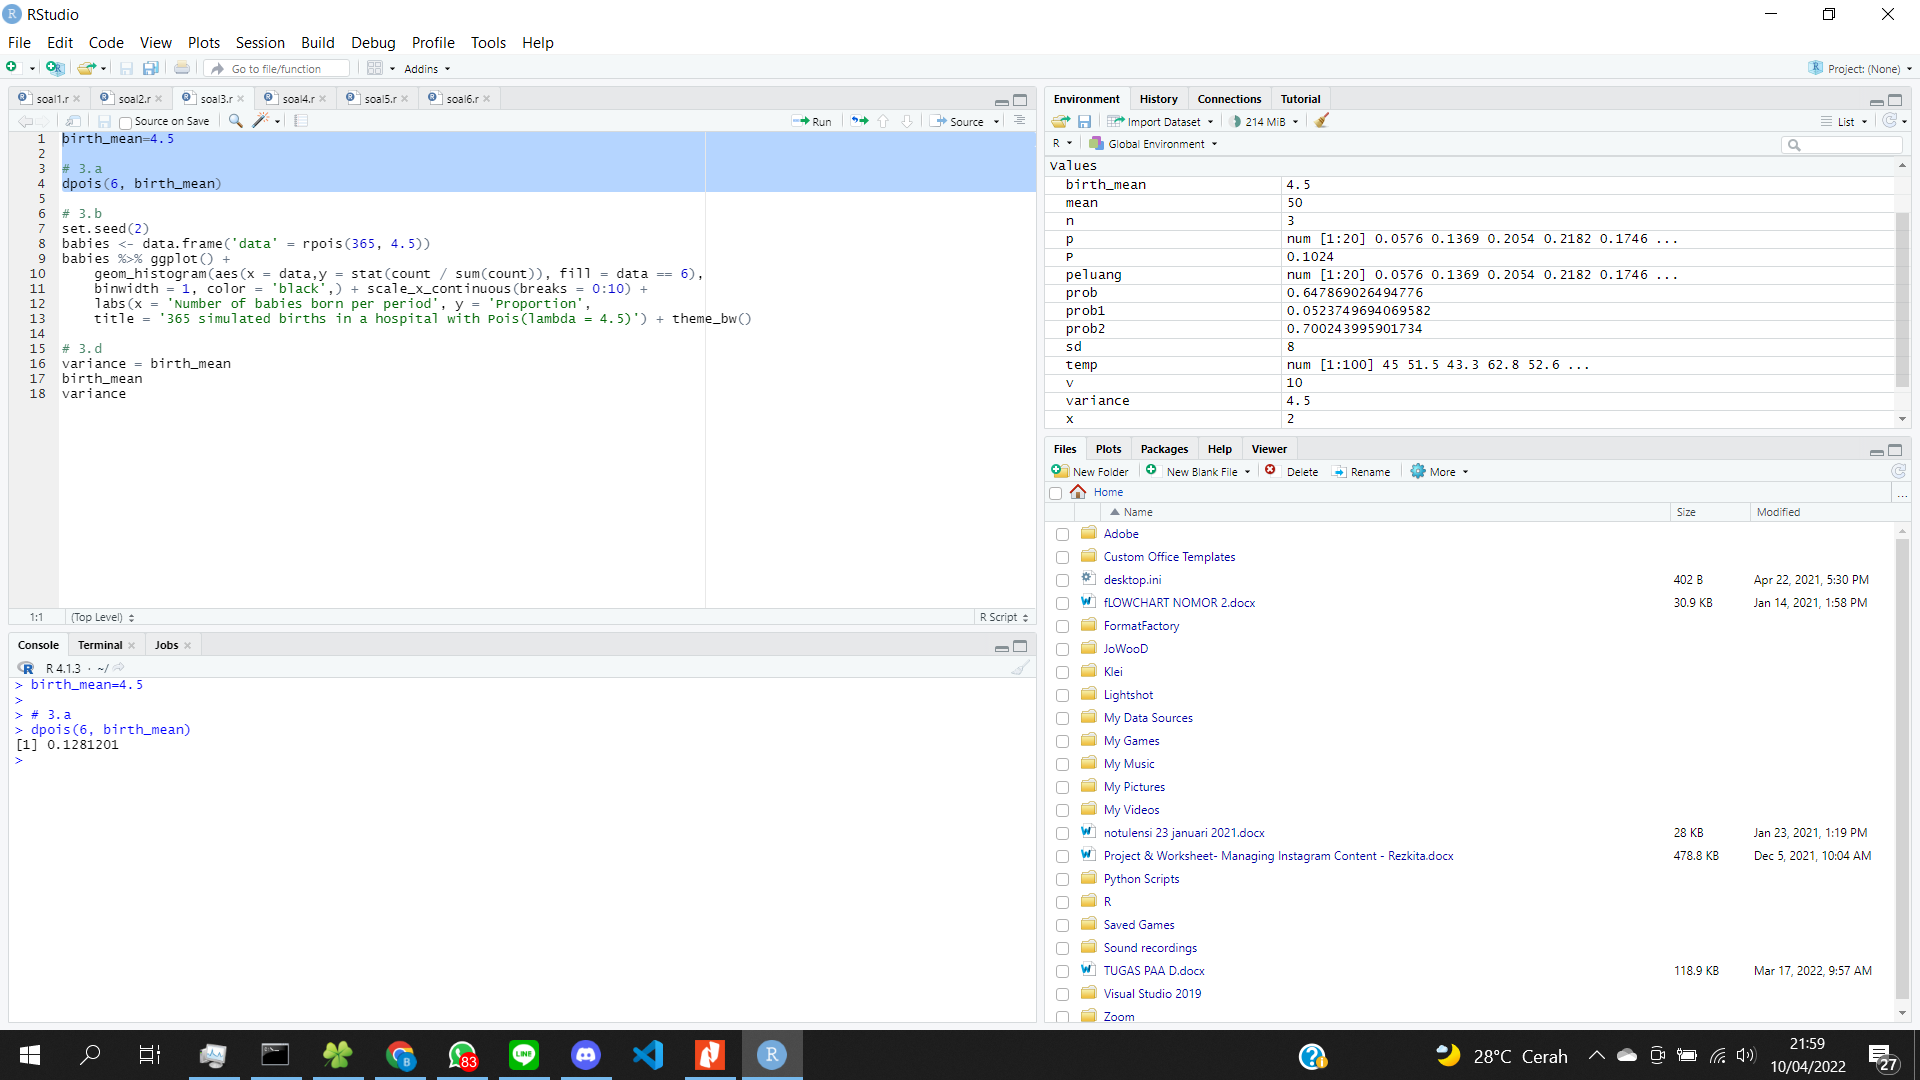 RStudio
File Edit Code View Plots Session Build Debug Profile Tools Help
Go to file/function Addins Project: (None)
soal1.r soal2.r soal3.r soal4.r soal5.r soal6.r
Source on Save Run Source
1 birth_mean=4.5
2
3 # 3.a
4 dpois(6, birth_mean)
5
6 # 3.b
7 set.seed(2)
8 babies <- data.frame('data' = rpois(365, 4.5))
9 babies %>% ggplot() +
10 geom_histogram(aes(x = data,y = stat(count / sum(count)), fill = data == 6),
11 binwidth = 1, color = 'black',) + scale_x_continuous(breaks = 0:10) +
12 labs(x = 'Number of babies born per period', y = 'Proportion',
13 title = '365 simulated births in a hospital with Pois(lambda = 4.5)') + theme_bw()
14
15 # 3.d
16 variance = birth_mean
17 birth_mean
18 variance
1:1 (Top Level) R Script
Console Terminal Jobs
R 4.1.3 · ~/
> birth_mean=4.5
>
> # 3.a
> dpois(6, birth_mean)
[1] 0.1281201
>
Environment History Connections Tutorial
Import Dataset 214 MiB List
R Global Environment
Values
birth_mean 4.5
mean 50
n 3
p num [1:20] 0.0576 0.1369 0.2054 0.2182 0.1746 ...
P 0.1024
peluang num [1:20] 0.0576 0.1369 0.2054 0.2182 0.1746 ...
prob 0.647869026494776
prob1 0.0523749694069582
prob2 0.700243995901734
sd 8
temp num [1:100] 45 51.5 43.3 62.8 52.6 ...
v 10
variance 4.5
x 2
Files Plots Packages Help Viewer
New Folder New Blank File Delete Rename More
Home ...
Name Size Modified
Adobe
Custom Office Templates
desktop.ini 402 B Apr 22, 2021, 5:30 PM
fLOWCHART NOMOR 2.docx 30.9 KB Jan 14, 2021, 1:58 PM
FormatFactory
JoWooD
Klei
Lightshot
My Data Sources
My Games
My Music
My Pictures
My Videos
notulensi 23 januari 2021.docx 28 KB Jan 23, 2021, 1:19 PM
Project & Worksheet- Managing Instagram Content - Rezkita.docx 478.8 KB Dec 5, 2021, 10:04 AM
Python Scripts
R
Saved Games
Sound recordings
TUGAS PAA D.docx 118.9 KB Mar 17, 2022, 9:57 AM
Visual Studio 2019
Zoom
83 LINE R 28°C Cerah 21:59
10/04/2022 27